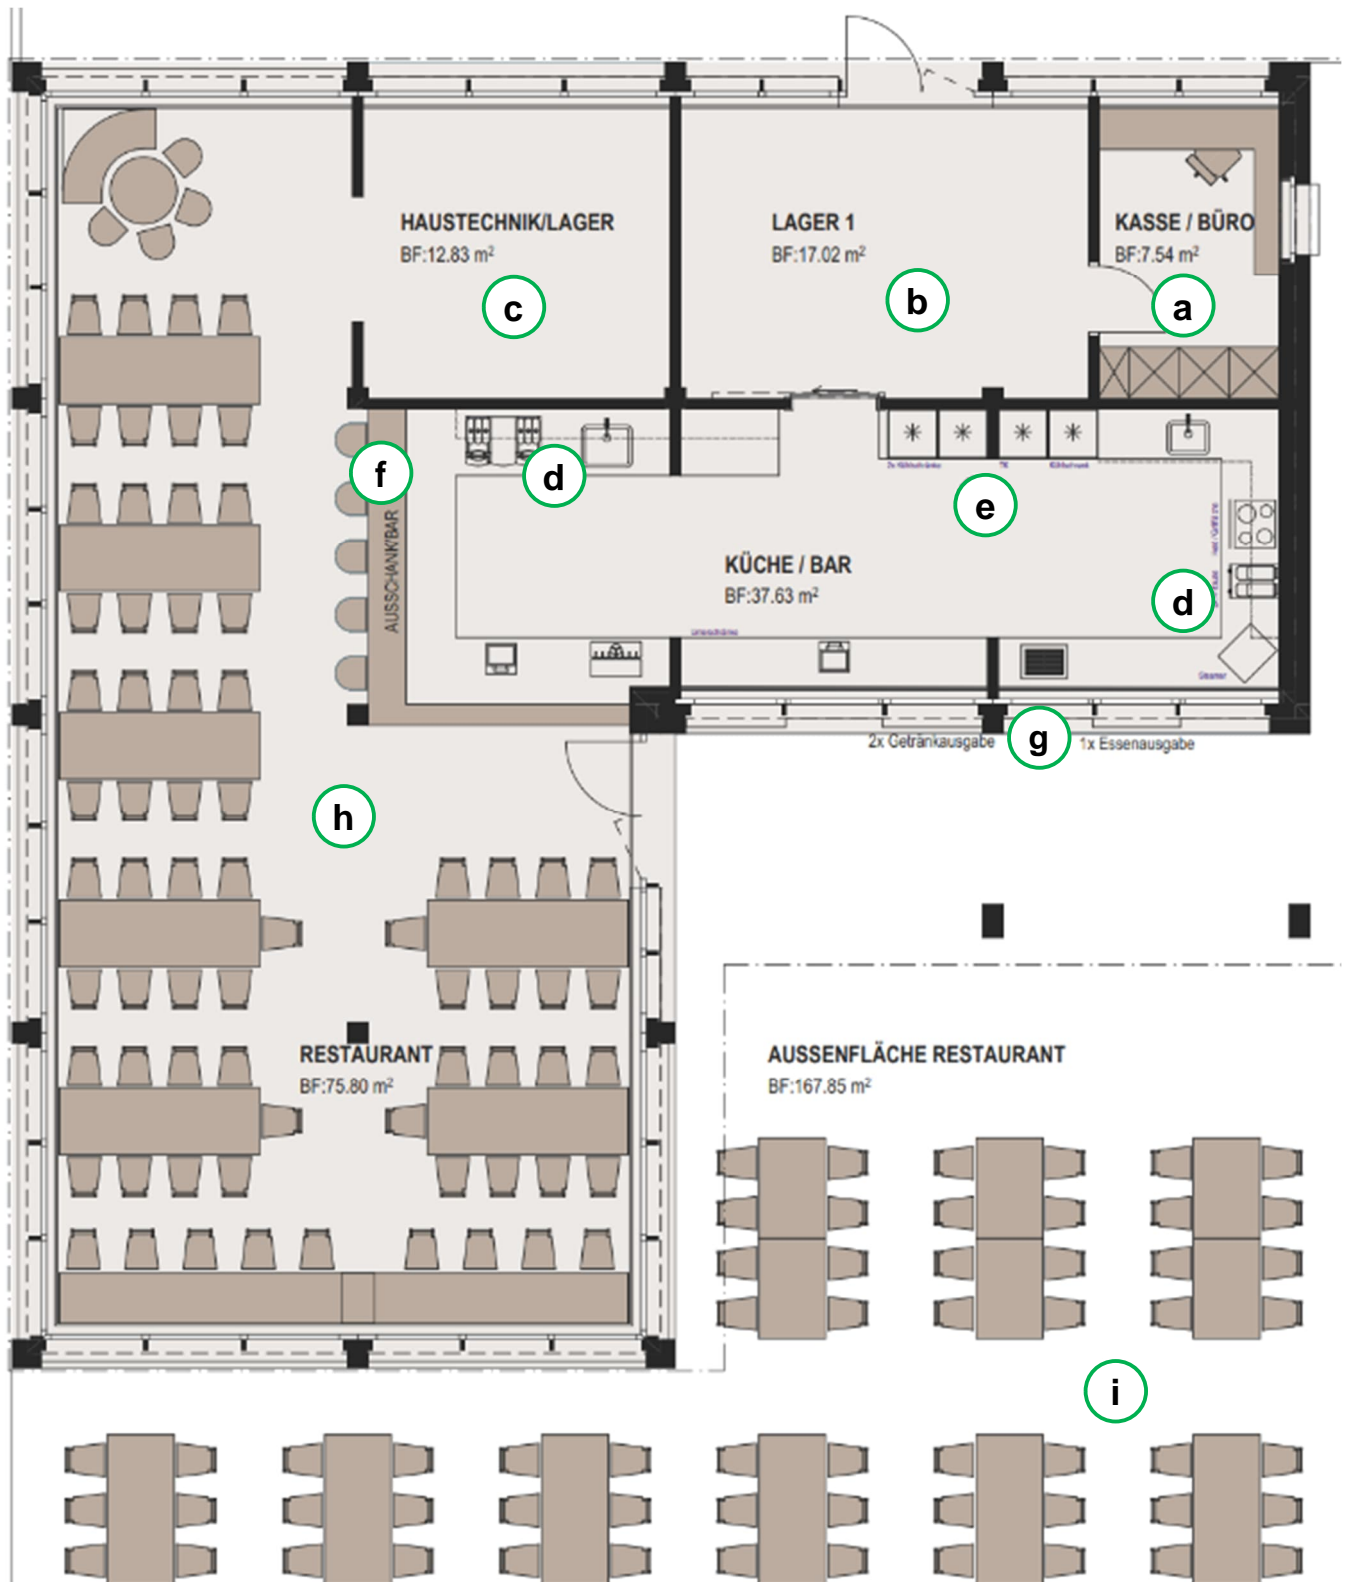 HAUSTECHNIK/LAGER
BF:12.83 m²
c
LAGER 1
BF:17.02 m²
b
KASSE / BÜRO
BF:7.54 m²
a
f
d
e
AUSSCHANK/BAR
KÜCHE / BAR
BF:37.63 m²
d
Steamer
2x Getränkausgabe
g
1x Essenausgabe
h
RESTAURANT
BF:75.80 m²
AUSSENFLÄCHE RESTAURANT
BF:167.85 m²
i